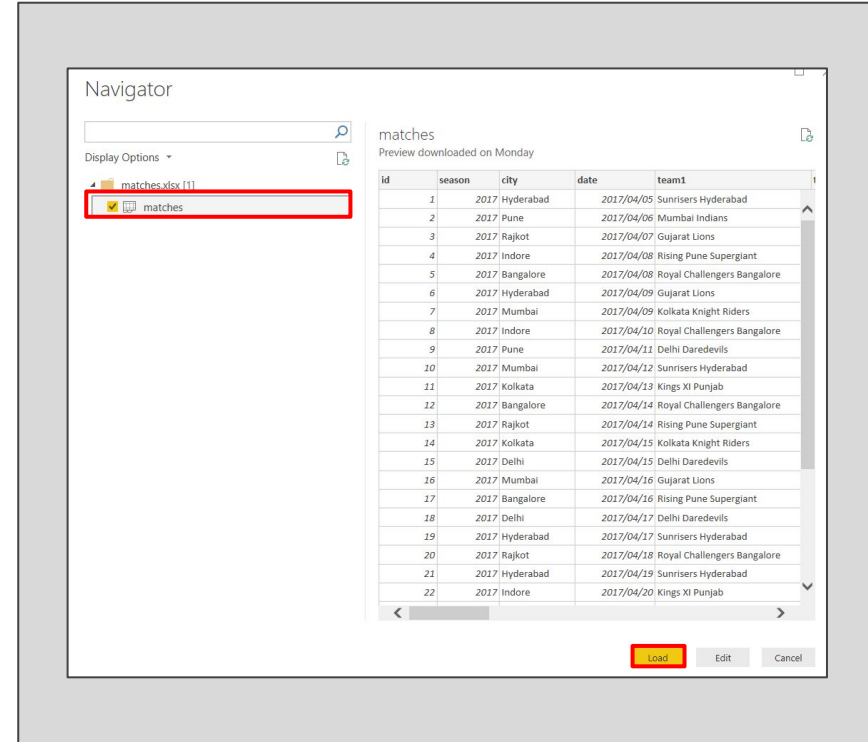 Navigator
Display Options
matches.xlsx [1]
matches
matches
Preview downloaded on Monday
id season city date team1
1 2017 Hyderabad 2017/04/05 Sunrisers Hyderabad
2 2017 Pune 2017/04/06 Mumbai Indians
3 2017 Rajkot 2017/04/07 Gujarat Lions
4 2017 Indore 2017/04/08 Rising Pune Supergiant
5 2017 Bangalore 2017/04/08 Royal Challengers Bangalore
6 2017 Hyderabad 2017/04/09 Gujarat Lions
7 2017 Mumbai 2017/04/09 Kolkata Knight Riders
8 2017 Indore 2017/04/10 Royal Challengers Bangalore
9 2017 Pune 2017/04/11 Delhi Daredevils
10 2017 Mumbai 2017/04/12 Sunrisers Hyderabad
11 2017 Kolkata 2017/04/13 Kings XI Punjab
12 2017 Bangalore 2017/04/14 Royal Challengers Bangalore
13 2017 Rajkot 2017/04/14 Rising Pune Supergiant
14 2017 Kolkata 2017/04/15 Kolkata Knight Riders
15 2017 Delhi 2017/04/15 Delhi Daredevils
16 2017 Mumbai 2017/04/16 Gujarat Lions
17 2017 Bangalore 2017/04/16 Rising Pune Supergiant
18 2017 Delhi 2017/04/17 Delhi Daredevils
19 2017 Hyderabad 2017/04/17 Sunrisers Hyderabad
20 2017 Rajkot 2017/04/18 Royal Challengers Bangalore
21 2017 Hyderabad 2017/04/19 Sunrisers Hyderabad
22 2017 Indore 2017/04/20 Kings XI Punjab
Load Edit Cancel